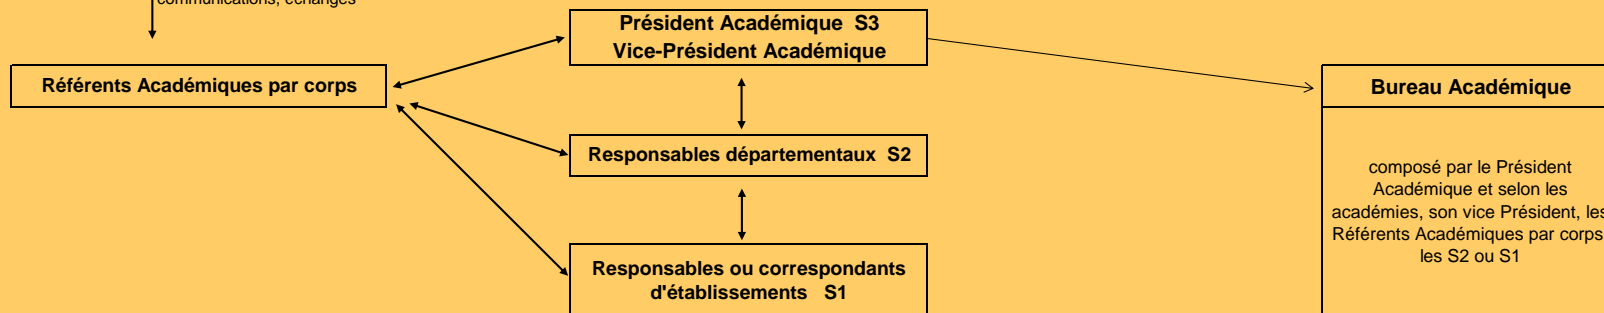 communications, échanges
Président Académique S3
Vice-Président Académique
Référents Académiques par corps
Bureau Académique
Responsables départementaux S2
composé par le Président
Académique et selon les
académies, son vice Président, les
Référents Académiques par corps
les S2 ou S1
Responsables ou correspondants
d'établissements S1